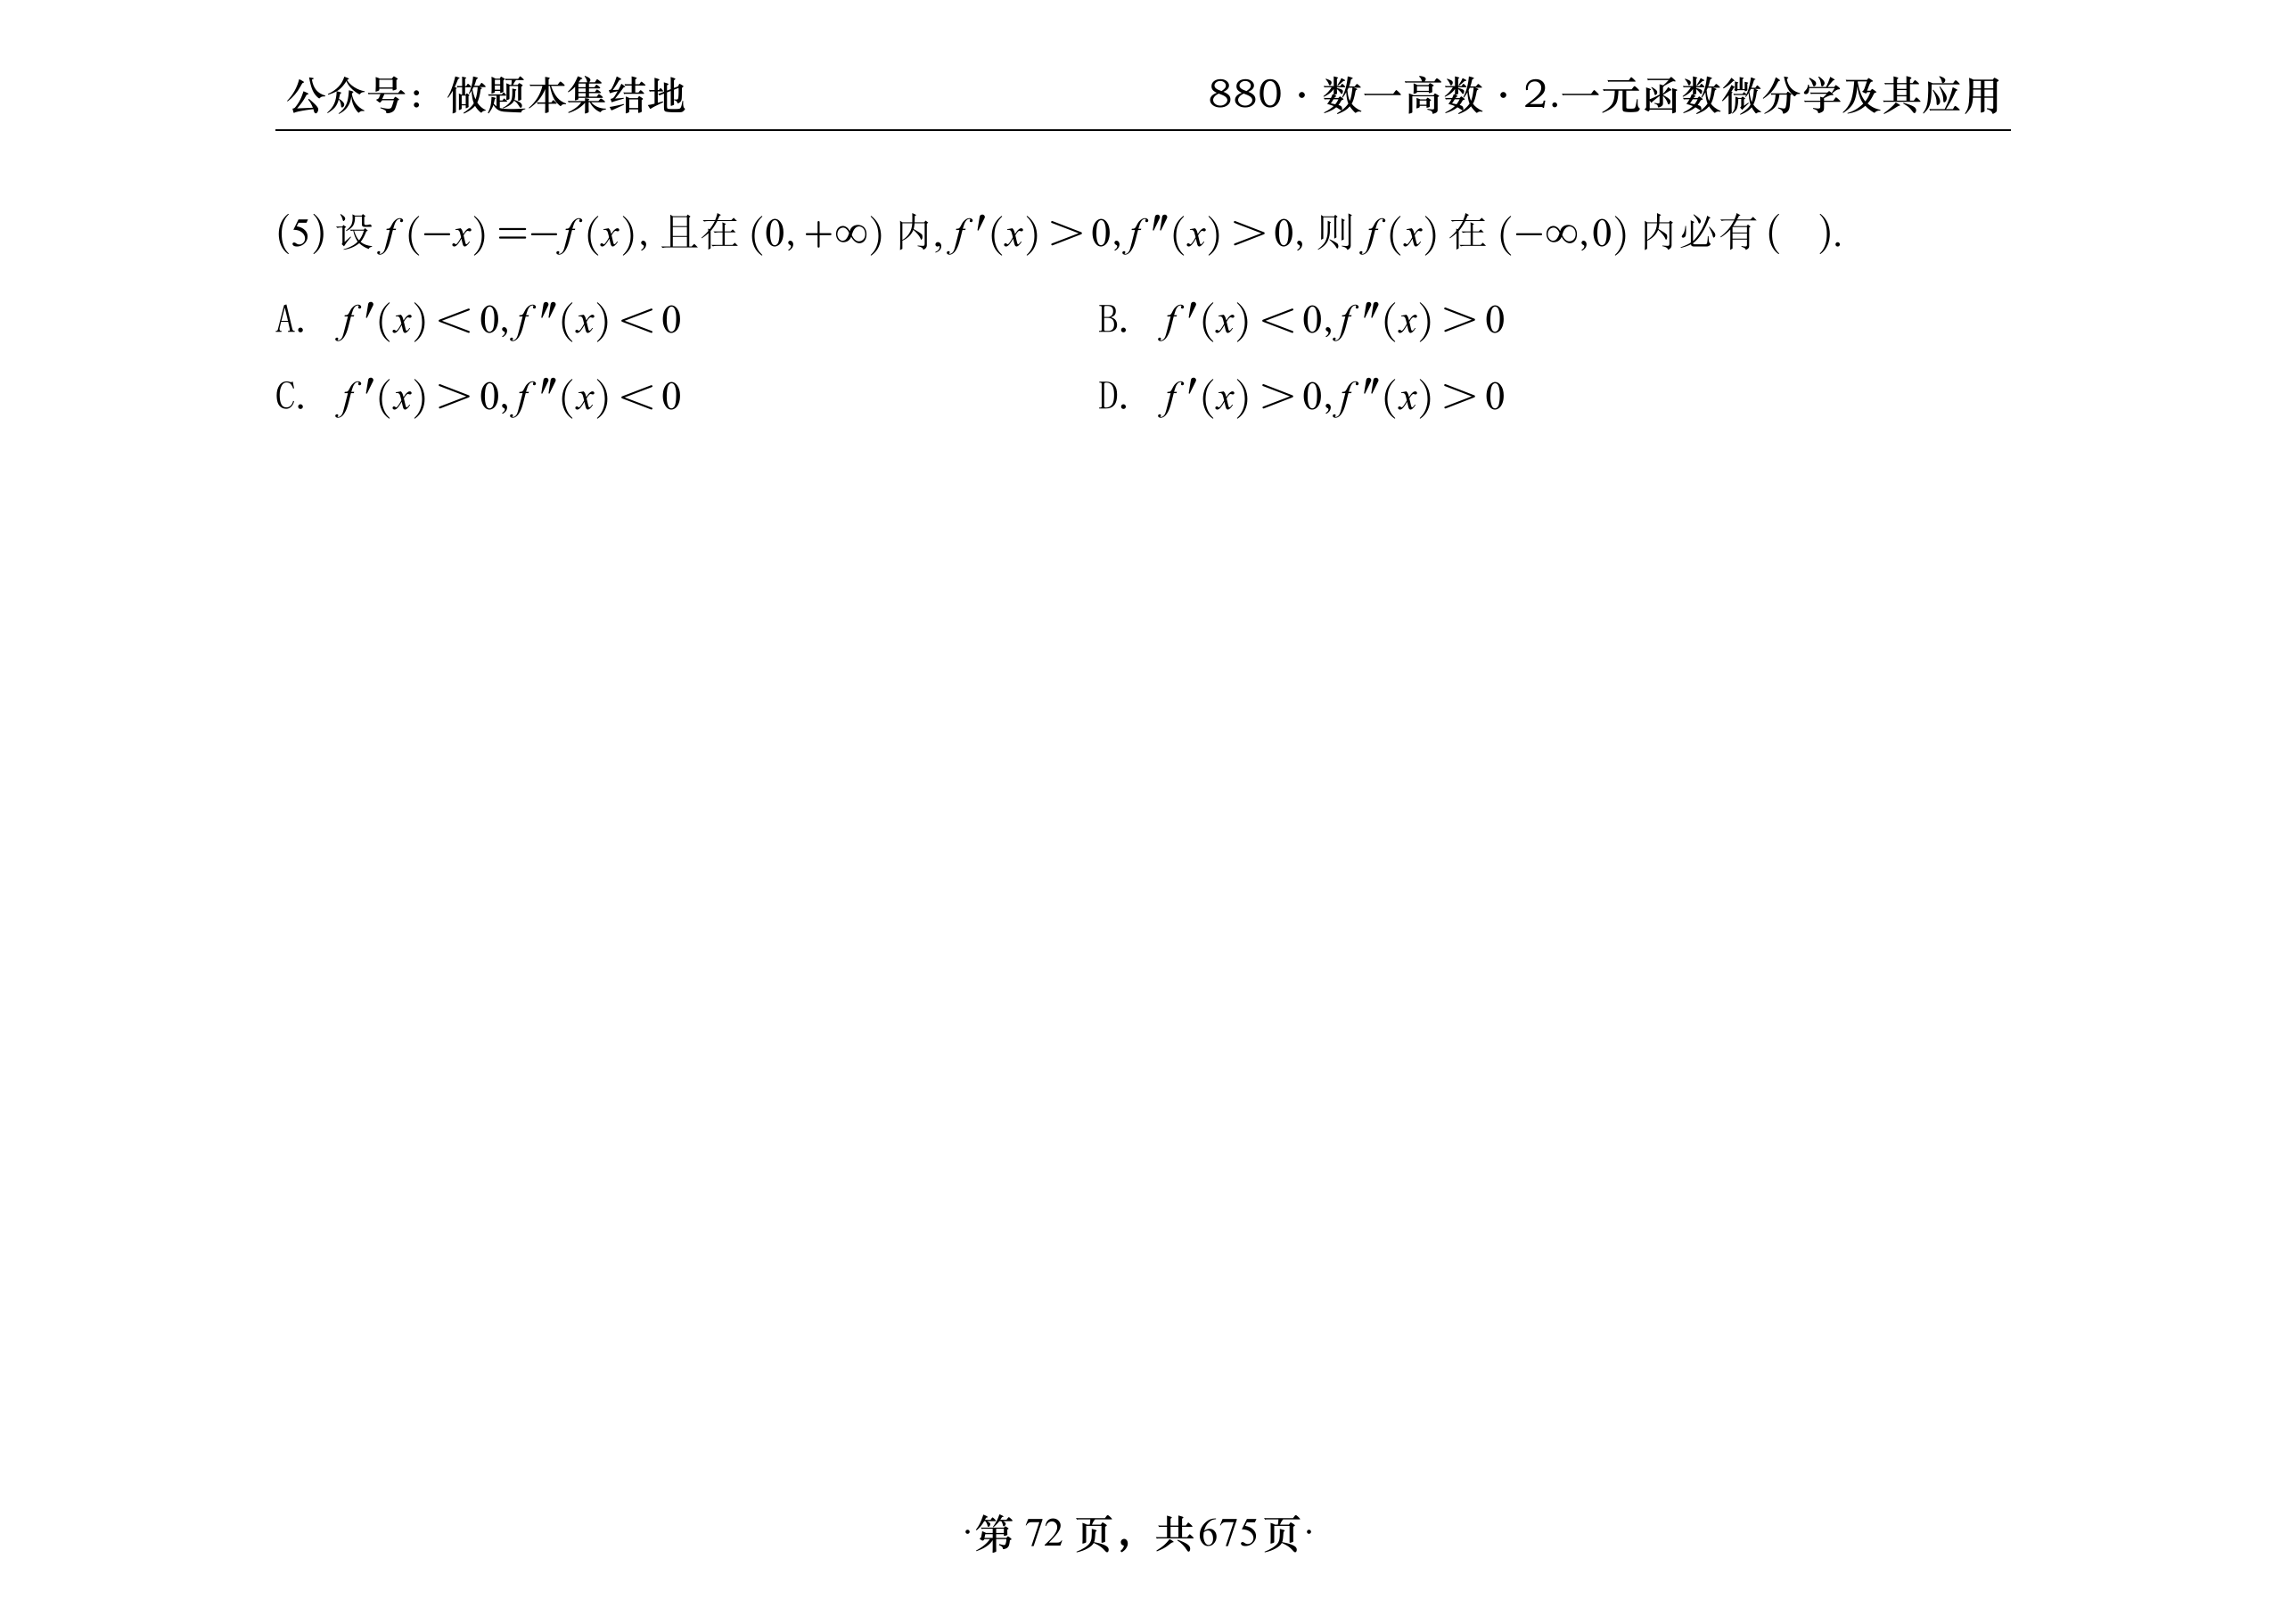 公众号：做题本集结地
880 · 数一高数 · 2.一元函数微分学及其应用
(5) 设 f(−x) =−f(x), 且在 (0, +∞) 内, f′(x) > 0, f″(x) > 0, 则 f(x) 在 (−∞,0) 内必有 (   ).
A. f′(x) < 0, f″(x) < 0
B. f′(x) < 0, f″(x) > 0
C. f′(x) > 0, f″(x) < 0
D. f′(x) > 0, f″(x) > 0
·第 72 页，共675页·